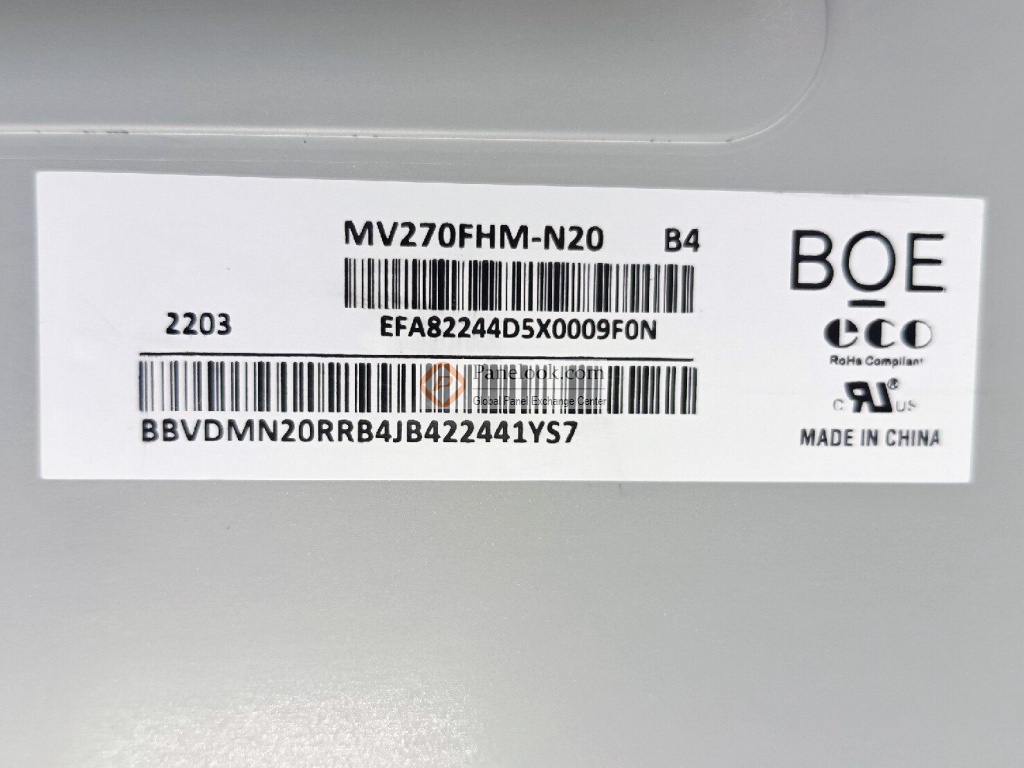 MV270FHM-N20 B4
BOE
2203 EFA82244D5X0009F0N
eco
RoHs Compliant
Panelook.com
Global Panel Exchange Center
c RU® US
BBVDMN20RRB4JB422441YS7
MADE IN CHINA